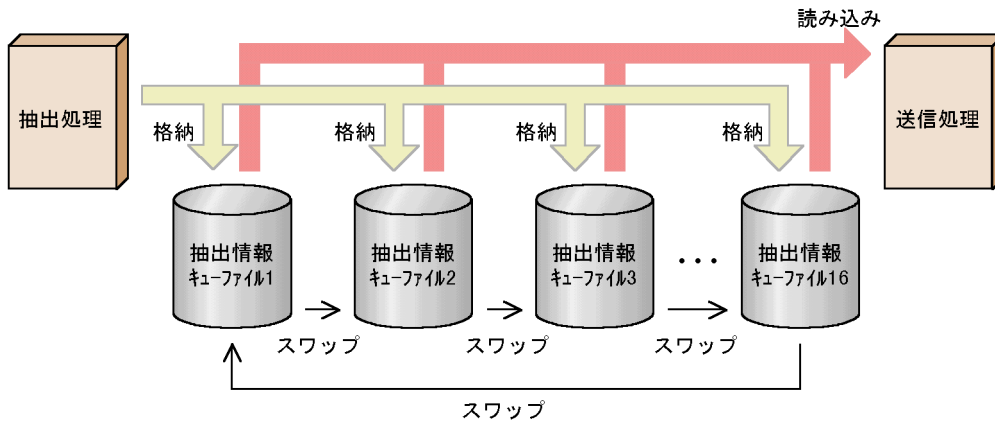 読み込み
抽出処理
格納
格納
格納
格納
送信処理
抽出情報
ｷｭｰﾌｧｲﾙ1
抽出情報
ｷｭｰﾌｧｲﾙ2
抽出情報
ｷｭｰﾌｧｲﾙ3
・・・
抽出情報
ｷｭｰﾌｧｲﾙ16
スワップ
スワップ
スワップ
スワップ